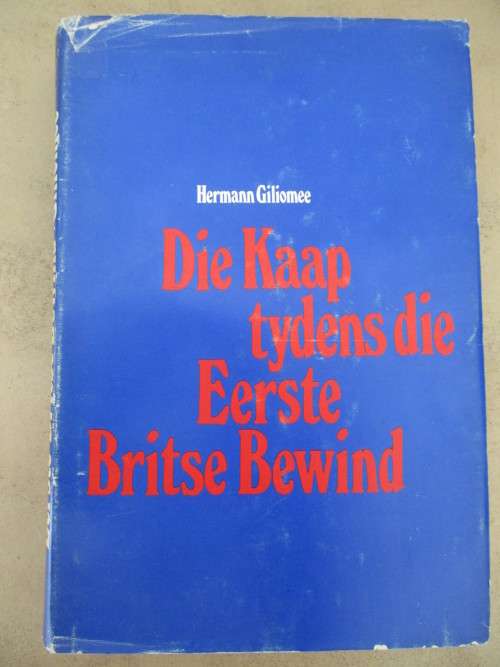 Hermann Giliomee
Die Kaap
tydens die
Eerste
Britse Bewind